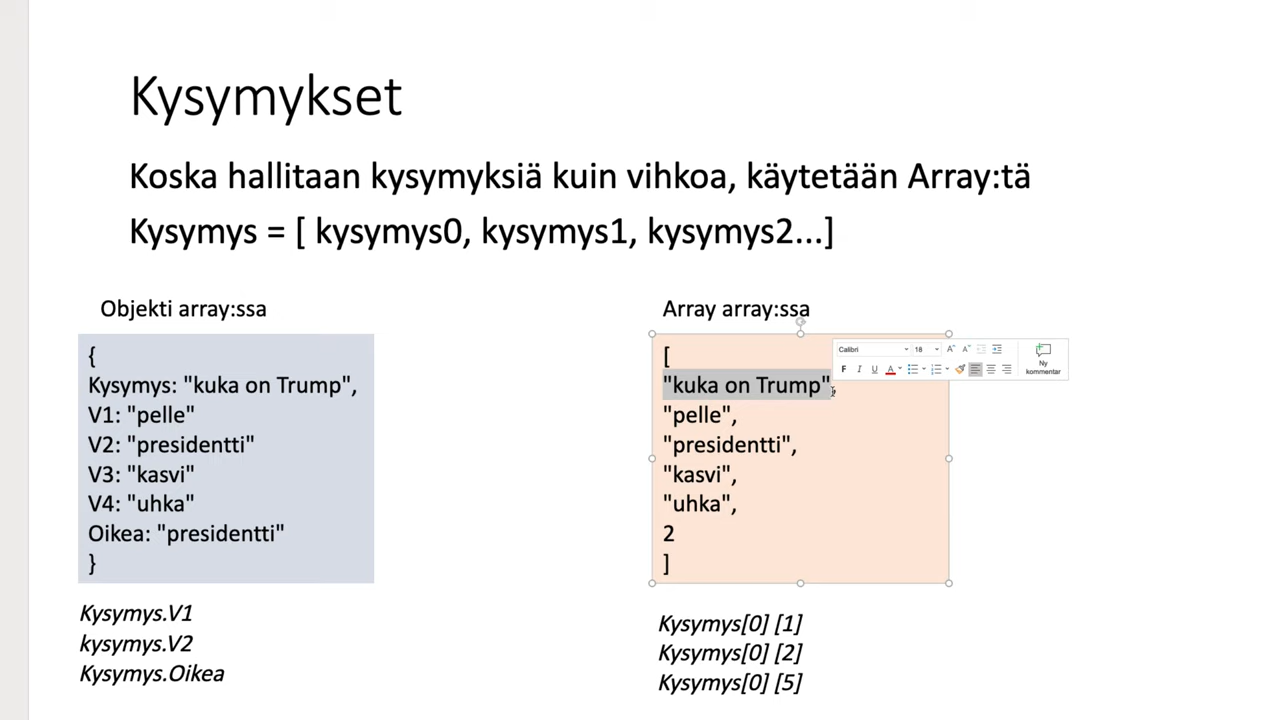 Kysymykset
Koska hallitaan kysymyksiä kuin vihkoa, käytetään Array:tä
Kysymys = [ kysymys0, kysymys1, kysymys2...]
Objekti array:ssa
{
Kysymys: "kuka on Trump",
V1: "pelle"
V2: "presidentti"
V3: "kasvi"
V4: "uhka"
Oikea: "presidentti"
}
Kysymys.V1
kysymys.V2
Kysymys.Oikea
Array array:ssa
[
"kuka on Trump"
"pelle",
"presidentti",
"kasvi",
"uhka",
2
]
Kysymys[0] [1]
Kysymys[0] [2]
Kysymys[0] [5]
Calibri 18 A A
F I U A
Ny
kommentar